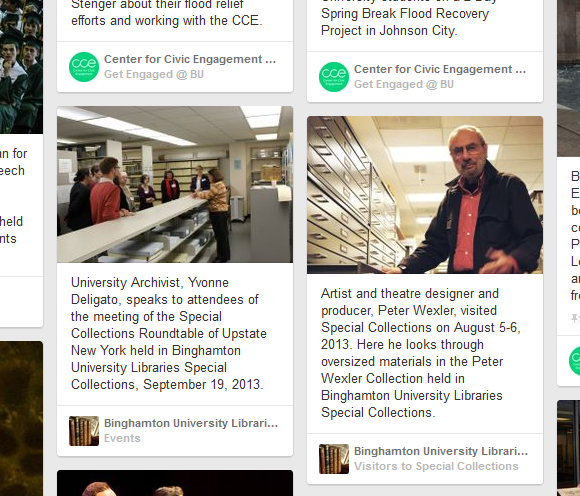 an for
eech
held
nts
Stenger about their flood relief
efforts and working with the CCE.
cce
Center for Civic Engagement ...
Get Engaged @ BU
University Archivist, Yvonne
Deligato, speaks to attendees of
the meeting of the Special
Collections Roundtable of Upstate
New York held in Binghamton
University Libraries Special
Collections, September 19, 2013.
Binghamton University Librari...
Events
Spring Break Flood Recovery
Project in Johnson City.
cce
Center for Civic Engagement ...
Get Engaged @ BU
Artist and theatre designer and
producer, Peter Wexler, visited
Special Collections on August 5-6,
2013. Here he looks through
oversized materials in the Peter
Wexler Collection held in
Binghamton University Libraries
Special Collections.
Binghamton University Librari...
Visitors to Special Collections
B
E
be
co
P
Le
ar
fro